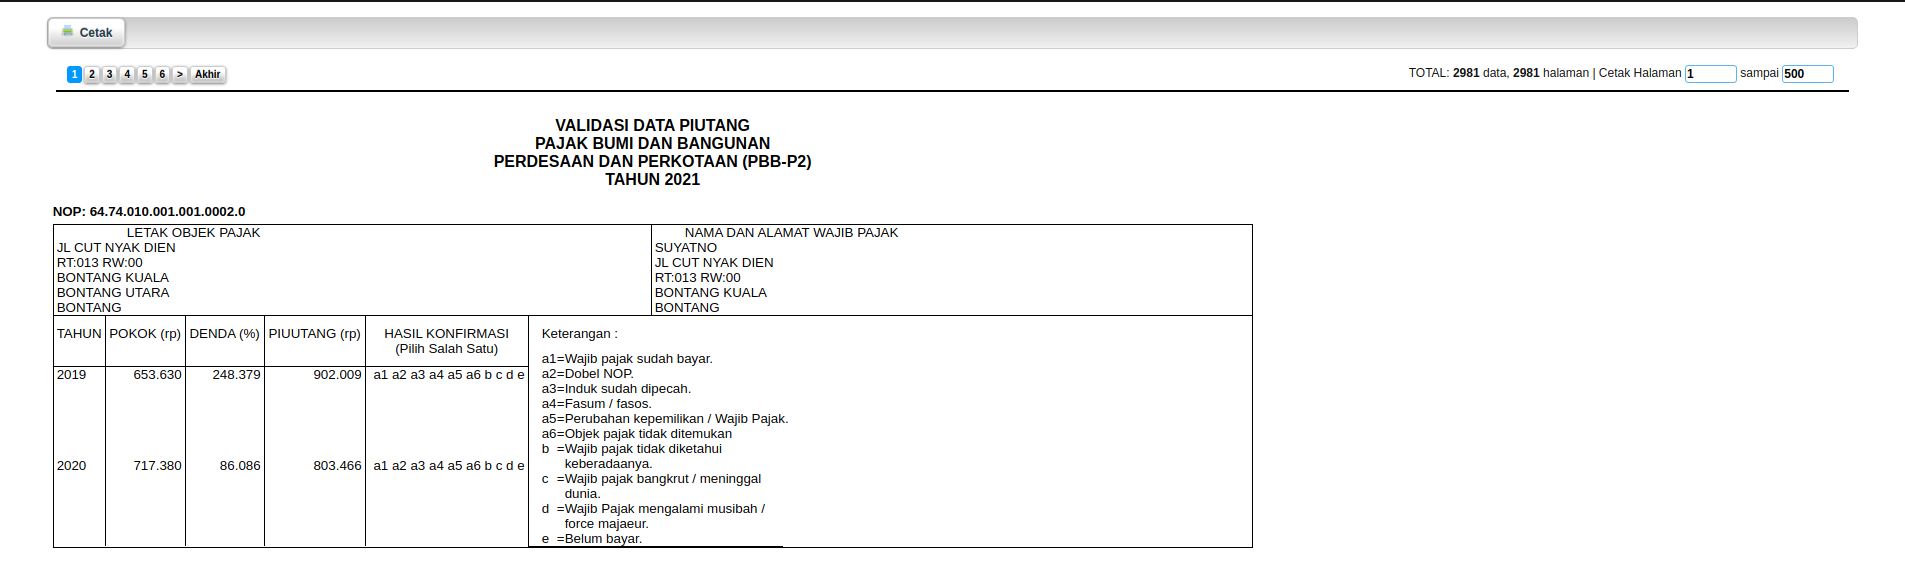 Cetak
1 2 3 4 5 6 > Akhir
TOTAL: 2981 data, 2981 halaman | Cetak Halaman 1 sampai 500
VALIDASI DATA PIUTANG
PAJAK BUMI DAN BANGUNAN
PERDESAAN DAN PERKOTAAN (PBB-P2)
TAHUN 2021
NOP: 64.74.010.001.001.0002.0
LETAK OBJEK PAJAK
JL CUT NYAK DIEN
RT:013 RW:00
BONTANG KUALA
BONTANG UTARA
BONTANG
NAMA DAN ALAMAT WAJIB PAJAK
SUYATNO
JL CUT NYAK DIEN
RT:013 RW:00
BONTANG KUALA
BONTANG
TAHUN POKOK (rp) DENDA (%) PIUUTANG (rp) HASIL KONFIRMASI
(Pilih Salah Satu)
2019 653.630 248.379 902.009 a1 a2 a3 a4 a5 a6 b c d e
2020 717.380 86.086 803.466 a1 a2 a3 a4 a5 a6 b c d e
Keterangan :
a1=Wajib pajak sudah bayar.
a2=Dobel NOP.
a3=Induk sudah dipecah.
a4=Fasum / fasos.
a5=Perubahan kepemilikan / Wajib Pajak.
a6=Objek pajak tidak ditemukan
b =Wajib pajak tidak diketahui
keberadaanya.
c =Wajib pajak bangkrut / meninggal
dunia.
d =Wajib Pajak mengalami musibah /
force majaeur.
e =Belum bayar.